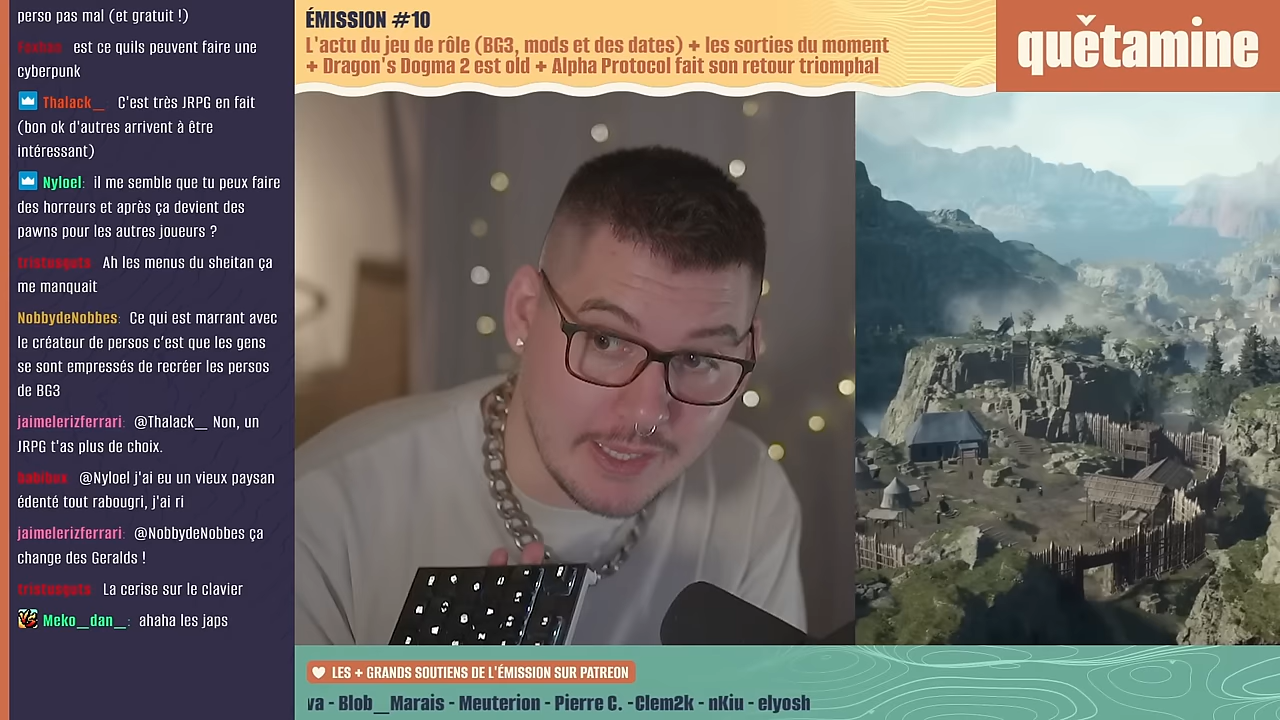 perso pas mal (et gratuit !)
est ce quils peuvent faire une
cyberpunk
Thalack_: C'est très JRPG en fait
(bon ok d'autres arrivent à être
intéressant)
Nyloel: il me semble que tu peux faire
des horreurs et après ça devient des
pawns pour les autres joueurs ?
tristusguts Ah les menus du sheitan ça
me manquait
NobbydeNobbes: Ce qui est marrant avec
le créateur de persos c’est que les gens
se sont empressés de recréer les persos
de BG3
jaimelerizferrari: @Thalack_ Non, un
JRPG t'as plus de choix.
@Nyloel j'ai eu un vieux paysan
édenté tout rabougri, j'ai ri
jaimelerizferrari: @NobbydeNobbes ça
change des Geralds !
tristusguts La cerise sur le clavier
Meko_dan_: ahaha les japs
ÉMISSION #10
L'actu du jeu de rôle (BG3, mods et des dates) + les sorties du moment
+ Dragon's Dogma 2 est old + Alpha Protocol fait son retour triomphal
quětamine
LES + GRANDS SOUTIENS DE L'ÉMISSION SUR PATREON
va - Blob_Marais - Meuterion - Pierre C. -Clem2k - nKiu - elyosh